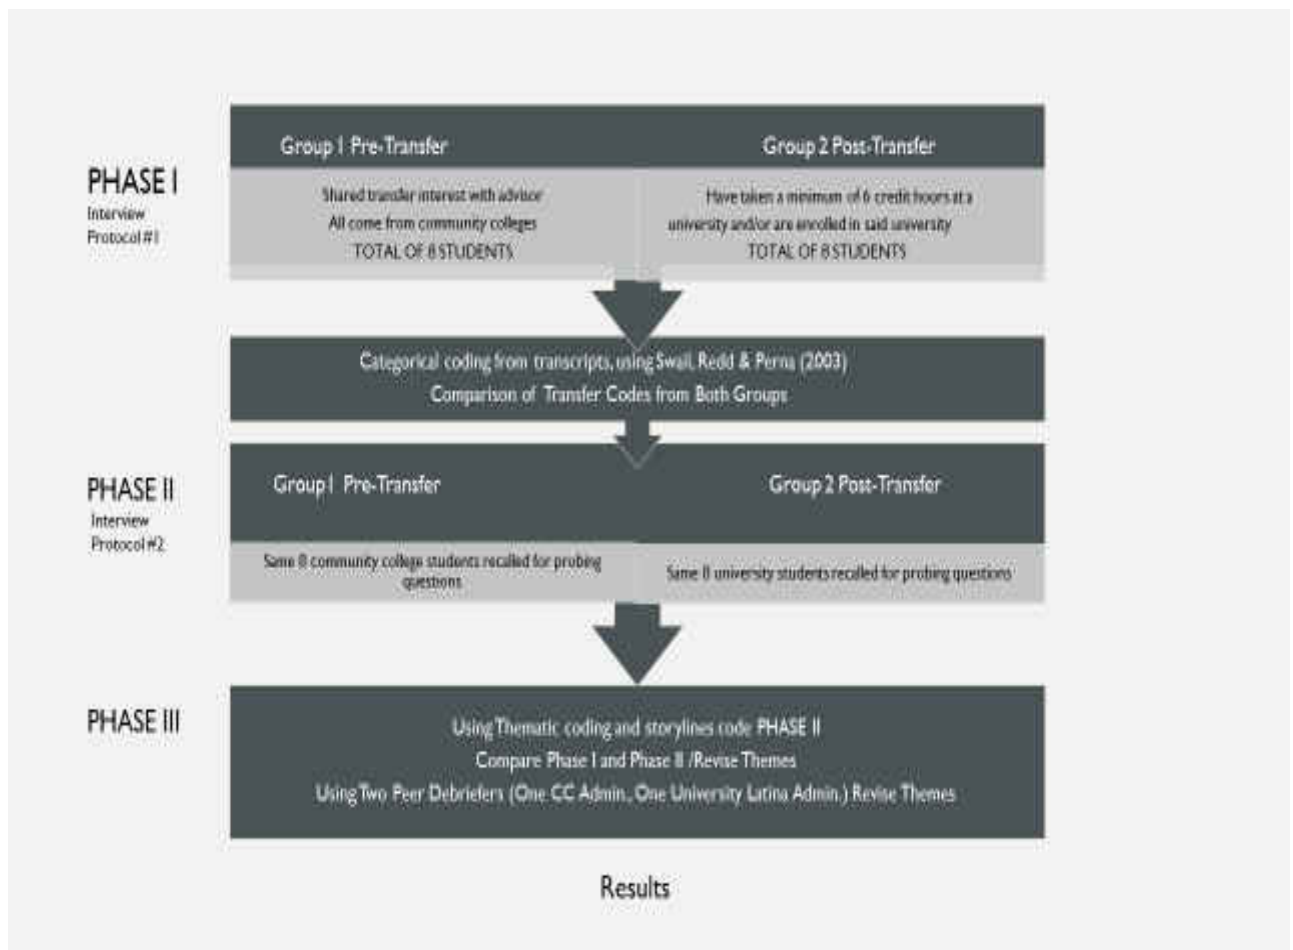 Group 1 Pre-Transfer
Group 2 Post-Transfer
PHASE I
Interview
Protocol #1
Shared transfer interest with advisor
All come from community colleges
TOTAL OF 8 STUDENTS
Have taken a minimum of 6 credit hours at a
university and/or are enrolled in said university
TOTAL OF 8 STUDENTS
Categorical coding from transcripts, using Swail, Redd & Perna (2003)
Comparison of Transfer Codes from Both Groups
PHASE II
Interview
Protocol #2
Group 1 Pre-Transfer
Group 2 Post-Transfer
Same 8 community college students recalled for probing
questions
Same 8 university students recalled for probing questions
PHASE III
Using Thematic coding and storylines code PHASE II
Compare Phase I and Phase II /Revise Themes
Using Two Peer Debriefers (One CC Admin., One University Latina Admin.) Revise Themes
Results